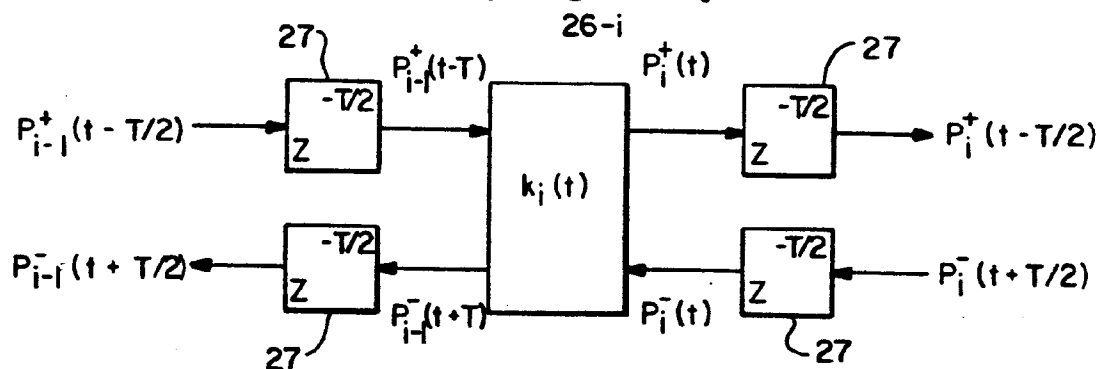 26-i
27
27
P⁺ᵢ₋₁(t-T)
P⁺ᵢ(t)
-T/2
Z
-T/2
Z
P⁺ᵢ₋₁(t - T/2)
P⁺ᵢ(t - T/2)
kᵢ(t)
-T/2
Z
-T/2
Z
P⁻ᵢ₋₁(t + T/2)
P⁻ᵢ(t + T/2)
P⁻ᵢ₋₁(t+T)
P⁻ᵢ(t)
27
27